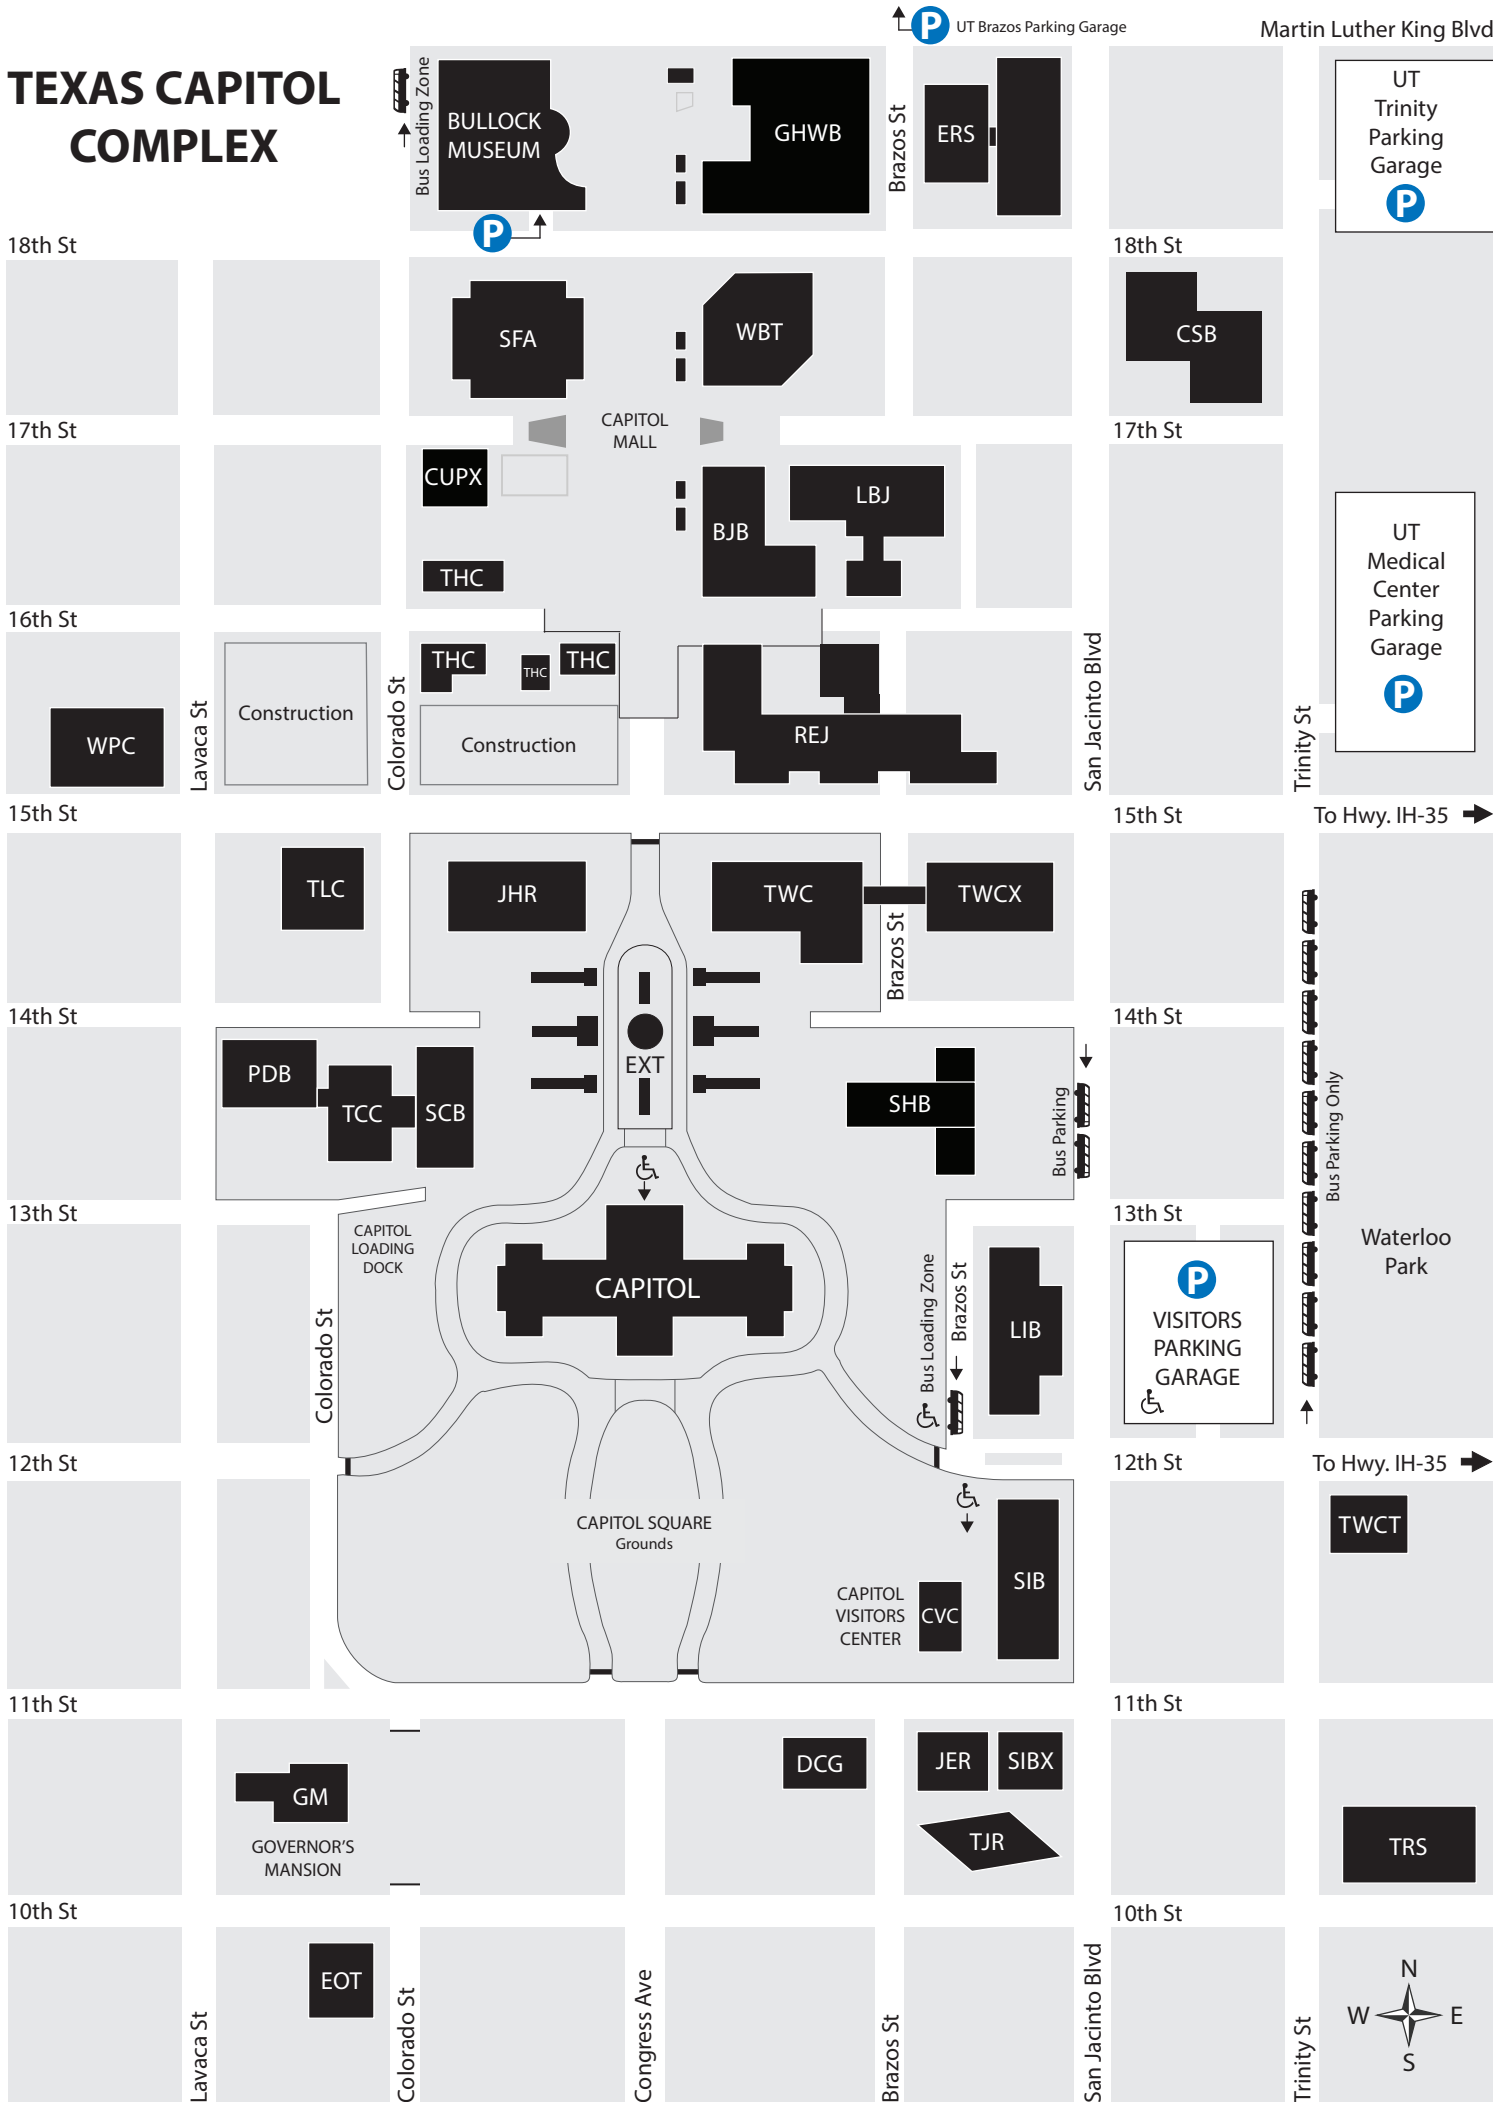 TEXAS CAPITOL
COMPLEX
P
UT Brazos Parking Garage
Martin Luther King Blvd
Bus Loading Zone
BULLOCK
MUSEUM
P
GHWB
Brazos St
ERS
UT
Trinity
Parking
Garage
P
18th St
18th St
SFA
WBT
CSB
17th St
CAPITOL
MALL
17th St
CUPX
THC
BJB
LBJ
UT
Medical
Center
Parking
Garage
P
16th St
WPC
Lavaca St
Construction
Colorado St
THC
THC
THC
Construction
REJ
San Jacinto Blvd
Trinity St
15th St
15th St
To Hwy. IH-35
TLC
JHR
TWC
TWCX
Brazos St
14th St
14th St
PDB
TCC
SCB
EXT
SHB
Bus Parking
Bus Parking Only
13th St
13th St
CAPITOL
LOADING
DOCK
Colorado St
CAPITOL
Bus Loading Zone
Brazos St
LIB
P
VISITORS
PARKING
GARAGE
Waterloo
Park
12th St
12th St
To Hwy. IH-35
CAPITOL SQUARE
Grounds
CAPITOL
VISITORS
CENTER
CVC
SIB
TWCT
11th St
11th St
GM
GOVERNOR'S
MANSION
DCG
JER
SIBX
TJR
TRS
10th St
10th St
Lavaca St
EOT
Colorado St
Congress Ave
Brazos St
San Jacinto Blvd
Trinity St
N
W
E
S